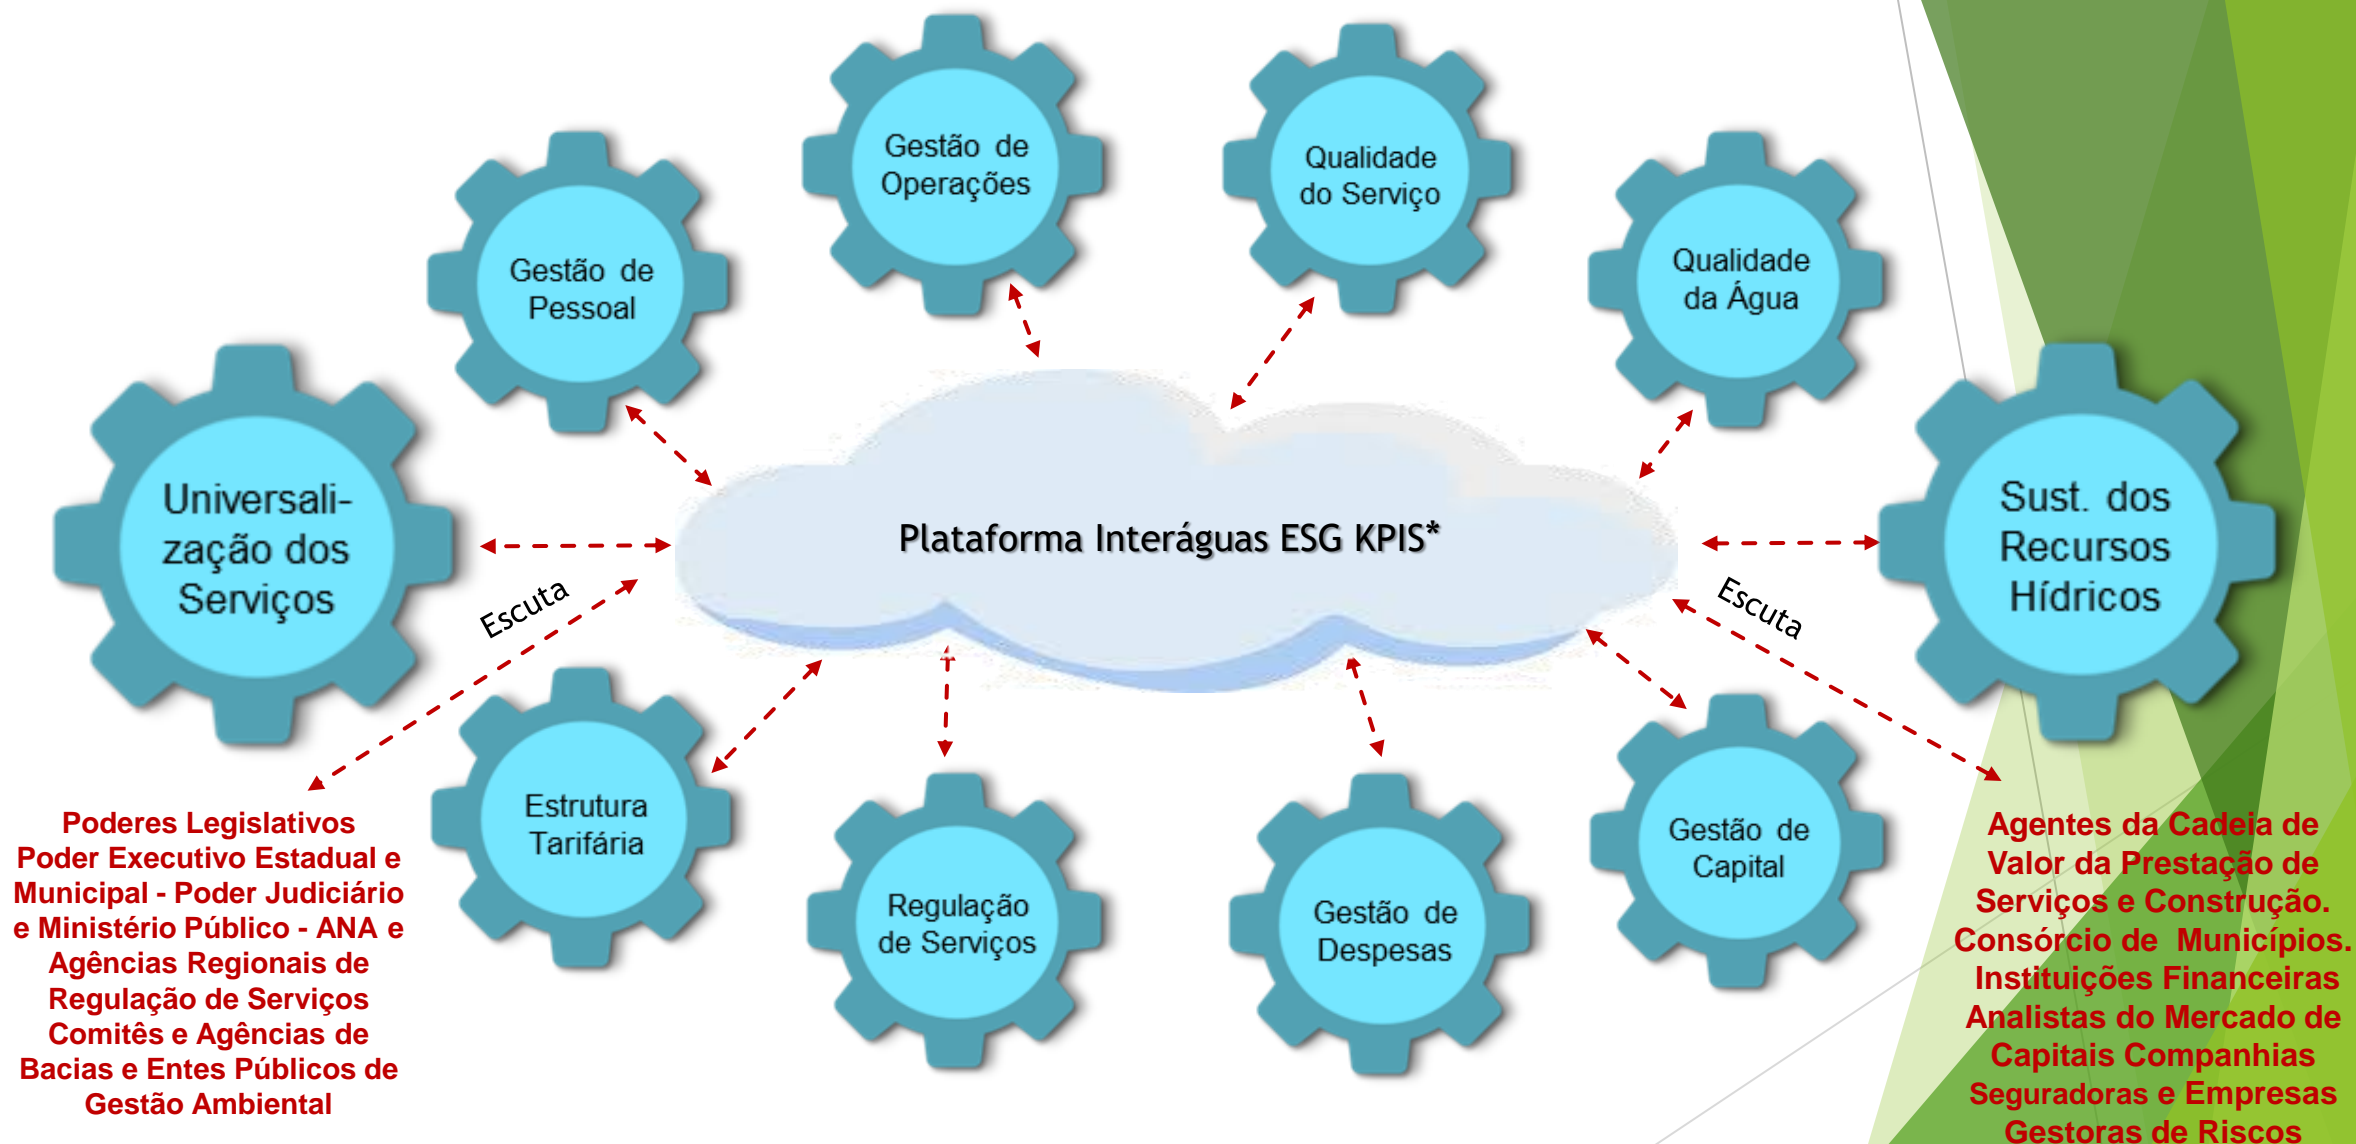 Gestão de
Operações
Qualidade
do Serviço
Gestão de
Pessoal
Qualidade
da Água
Universali-
zação dos
Serviços
Plataforma Interáguas ESG KPIS*
Sust. dos
Recursos
Hídricos
Escuta
Escuta
Estrutura
Tarifária
Regulação
de Serviços
Gestão de
Despesas
Gestão de
Capital
Poderes Legislativos
Poder Executivo Estadual e
Municipal - Poder Judiciário
e Ministério Público - ANA e
Agências Regionais de
Regulação de Serviços
Comitês e Agências de
Bacias e Entes Públicos de
Gestão Ambiental
Agentes da Cadeia de
Valor da Prestação de
Serviços e Construção.
Consórcio de Municípios.
Instituições Financeiras
Analistas do Mercado de
Capitais Companhias
Seguradoras e Empresas
Gestoras de Riscos